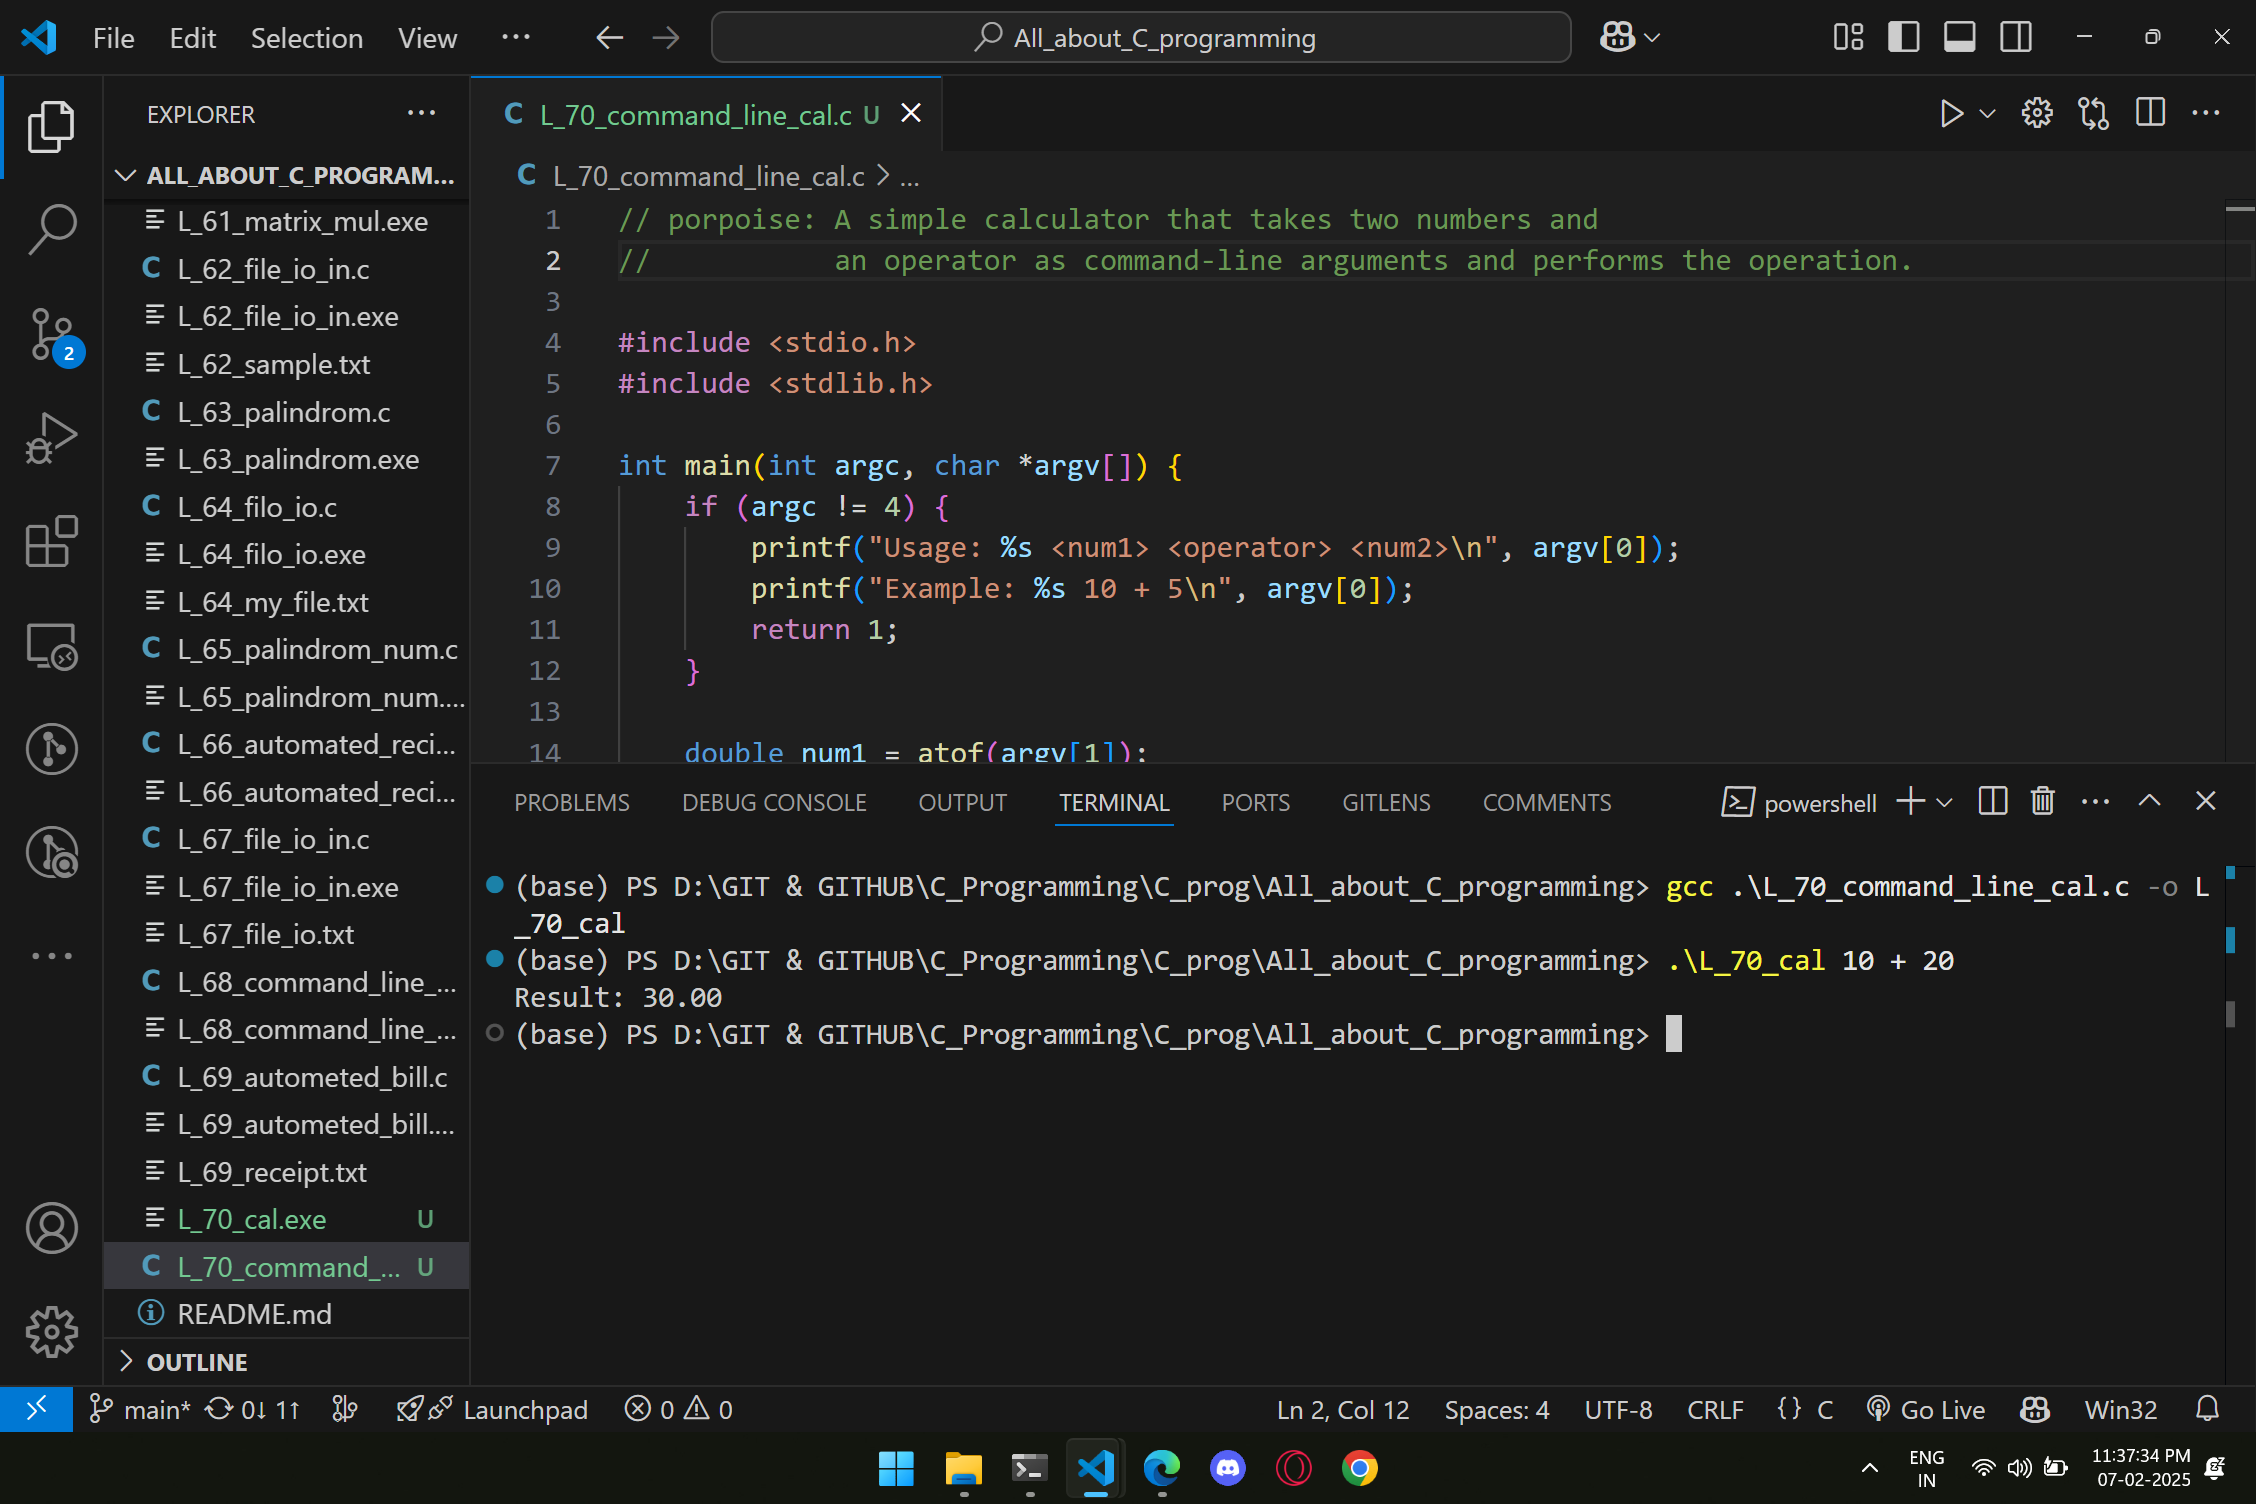 File Edit Selection View ··· All_about_C_programming
EXPLORER ···
ALL_ABOUT_C_PROGRAM...
L_61_matrix_mul.exe
C L_62_file_io_in.c
L_62_file_io_in.exe
L_62_sample.txt
C L_63_palindrom.c
L_63_palindrom.exe
C L_64_filo_io.c
L_64_filo_io.exe
L_64_my_file.txt
C L_65_palindrom_num.c
L_65_palindrom_num....
C L_66_automated_reci...
L_66_automated_reci...
C L_67_file_io_in.c
L_67_file_io_in.exe
L_67_file_io.txt
C L_68_command_line_...
L_68_command_line_...
C L_69_autometed_bill.c
L_69_autometed_bill....
L_69_receipt.txt
L_70_cal.exe U
C L_70_command_... U
README.md
OUTLINE
2
C L_70_command_line_cal.c U
C L_70_command_line_cal.c > ...
1 // porpoise: A simple calculator that takes two numbers and
2 // an operator as command-line arguments and performs the operation.
3
4 #include <stdio.h>
5 #include <stdlib.h>
6
7 int main(int argc, char *argv[]) {
8 if (argc != 4) {
9 printf("Usage: %s <num1> <operator> <num2>\n", argv[0]);
10 printf("Example: %s 10 + 5\n", argv[0]);
11 return 1;
12 }
13
14 double num1 = atof(argv[1]);
PROBLEMS DEBUG CONSOLE OUTPUT TERMINAL PORTS GITLENS COMMENTS powershell
(base) PS D:\GIT & GITHUB\C_Programming\C_prog\All_about_C_programming> gcc .\L_70_command_line_cal.c -o L
_70_cal
(base) PS D:\GIT & GITHUB\C_Programming\C_prog\All_about_C_programming> .\L_70_cal 10 + 20
Result: 30.00
(base) PS D:\GIT & GITHUB\C_Programming\C_prog\All_about_C_programming>
main* 0↓ 1↑ Launchpad 0 0 Ln 2, Col 12 Spaces: 4 UTF-8 CRLF {} C Go Live Win32
ENG
IN
11:37:34 PM
07-02-2025